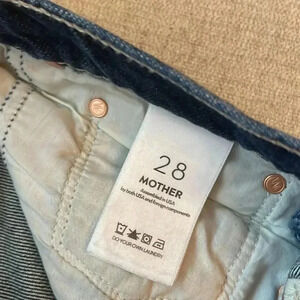 28
MOTHER
Assembled in USA
by both USA and foreign components
DO YOUR OWN LAUNDRY